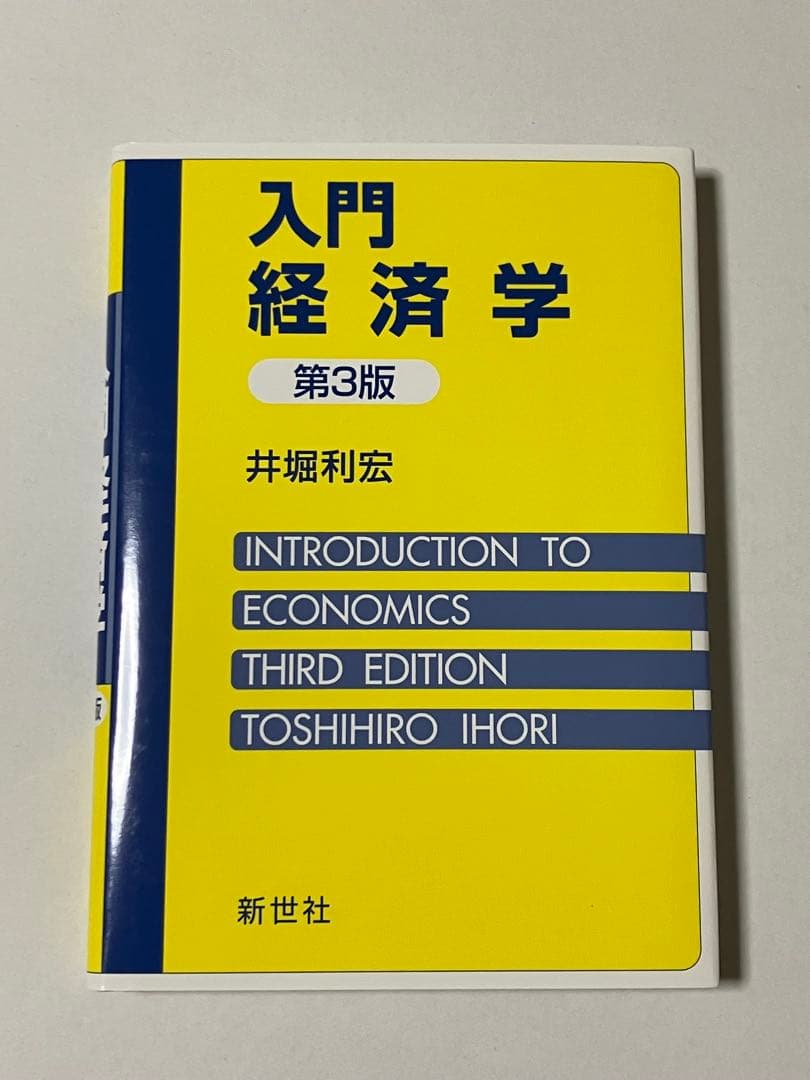 入門
経済学
第3版
井堀利宏
INTRODUCTION TO
ECONOMICS
THIRD EDITION
TOSHIHIRO IHORI
新世社